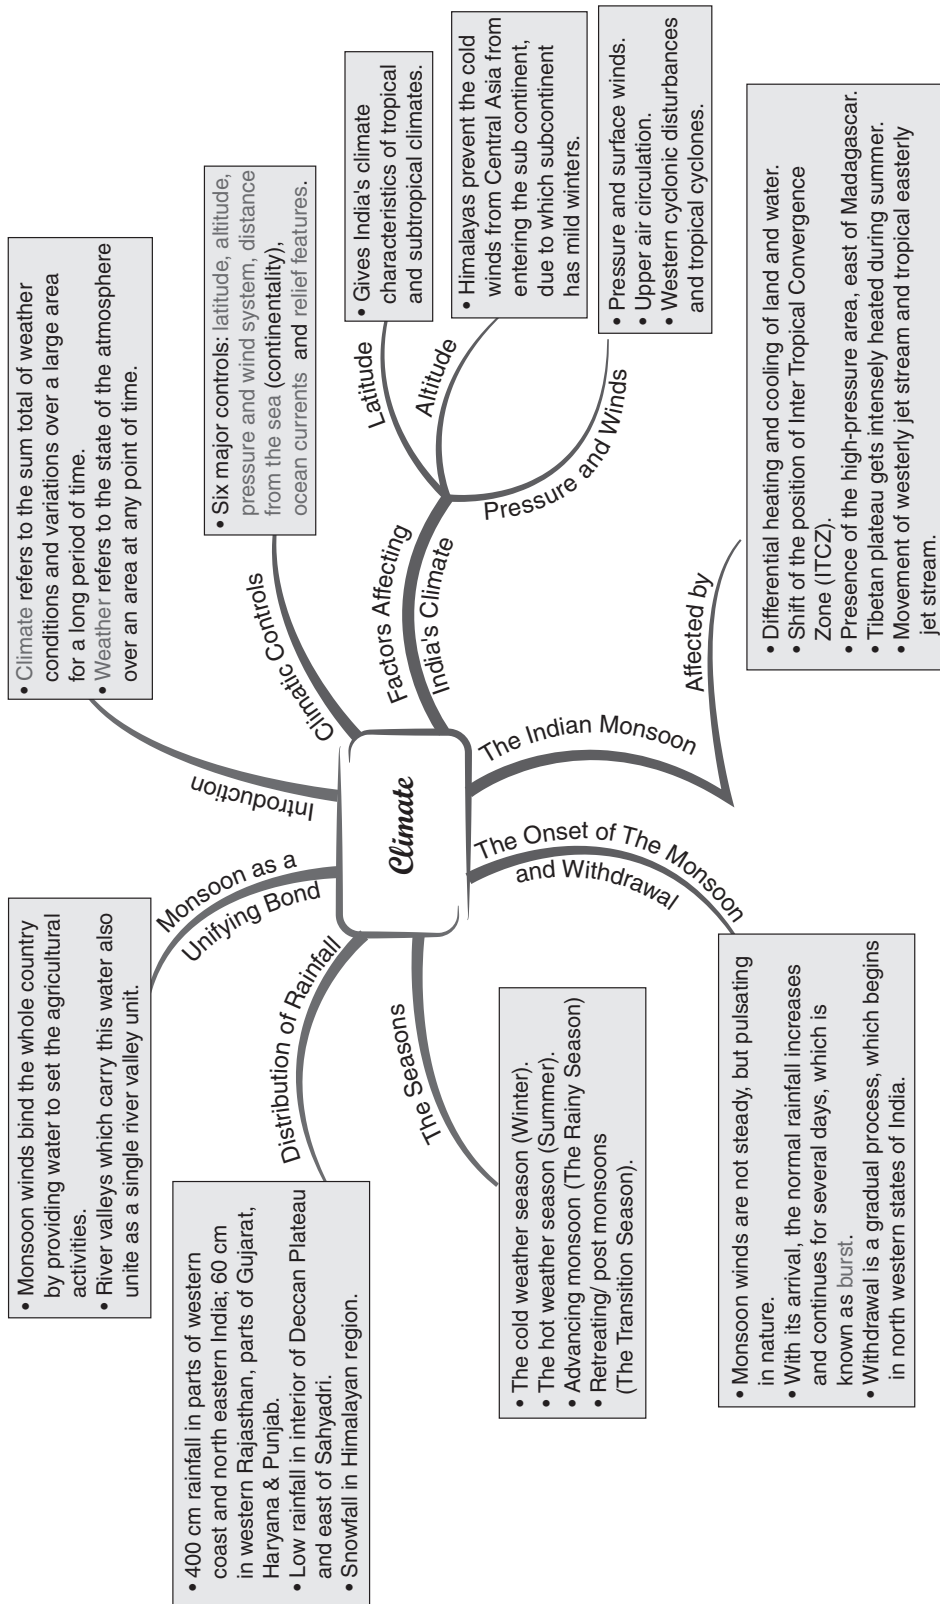 Climate
Introduction
• Climate refers to the sum total of weather
conditions and variations over a large area
for a long period of time.
• Weather refers to the state of the atmosphere
over an area at any point of time.
Climatic Controls
• Six major controls: latitude, altitude,
pressure and wind system, distance
from the sea (continentality),
ocean currents and relief features.
Factors Affecting
India's Climate
Latitude
• Gives India's climate
characteristics of tropical
and subtropical climates.
Altitude
• Himalayas prevent the cold
winds from Central Asia from
entering the sub continent,
due to which subcontinent
has mild winters.
Pressure and Winds
• Pressure and surface winds.
• Upper air circulation.
• Western cyclonic disturbances
and tropical cyclones.
The Indian Monsoon
Affected by
• Differential heating and cooling of land and water.
• Shift of the position of Inter Tropical Convergence
Zone (ITCZ).
• Presence of the high-pressure area, east of Madagascar.
• Tibetan plateau gets intensely heated during summer.
• Movement of westerly jet stream and tropical easterly
jet stream.
The Onset of The Monsoon
and Withdrawal
• Monsoon winds are not steady, but pulsating
in nature.
• With its arrival, the normal rainfall increases
and continues for several days, which is
known as burst.
• Withdrawal is a gradual process, which begins
in north western states of India.
The Seasons
• The cold weather season (Winter).
• The hot weather season (Summer).
• Advancing monsoon (The Rainy Season)
• Retreating/ post monsoons
(The Transition Season).
Distribution of Rainfall
• 400 cm rainfall in parts of western
coast and north eastern India; 60 cm
in western Rajasthan, parts of Gujarat,
Haryana & Punjab.
• Low rainfall in interior of Deccan Plateau
and east of Sahyadri.
• Snowfall in Himalayan region.
Monsoon as a
Unifying Bond
• Monsoon winds bind the whole country
by providing water to set the agricultural
activities.
• River valleys which carry this water also
unite as a single river valley unit.